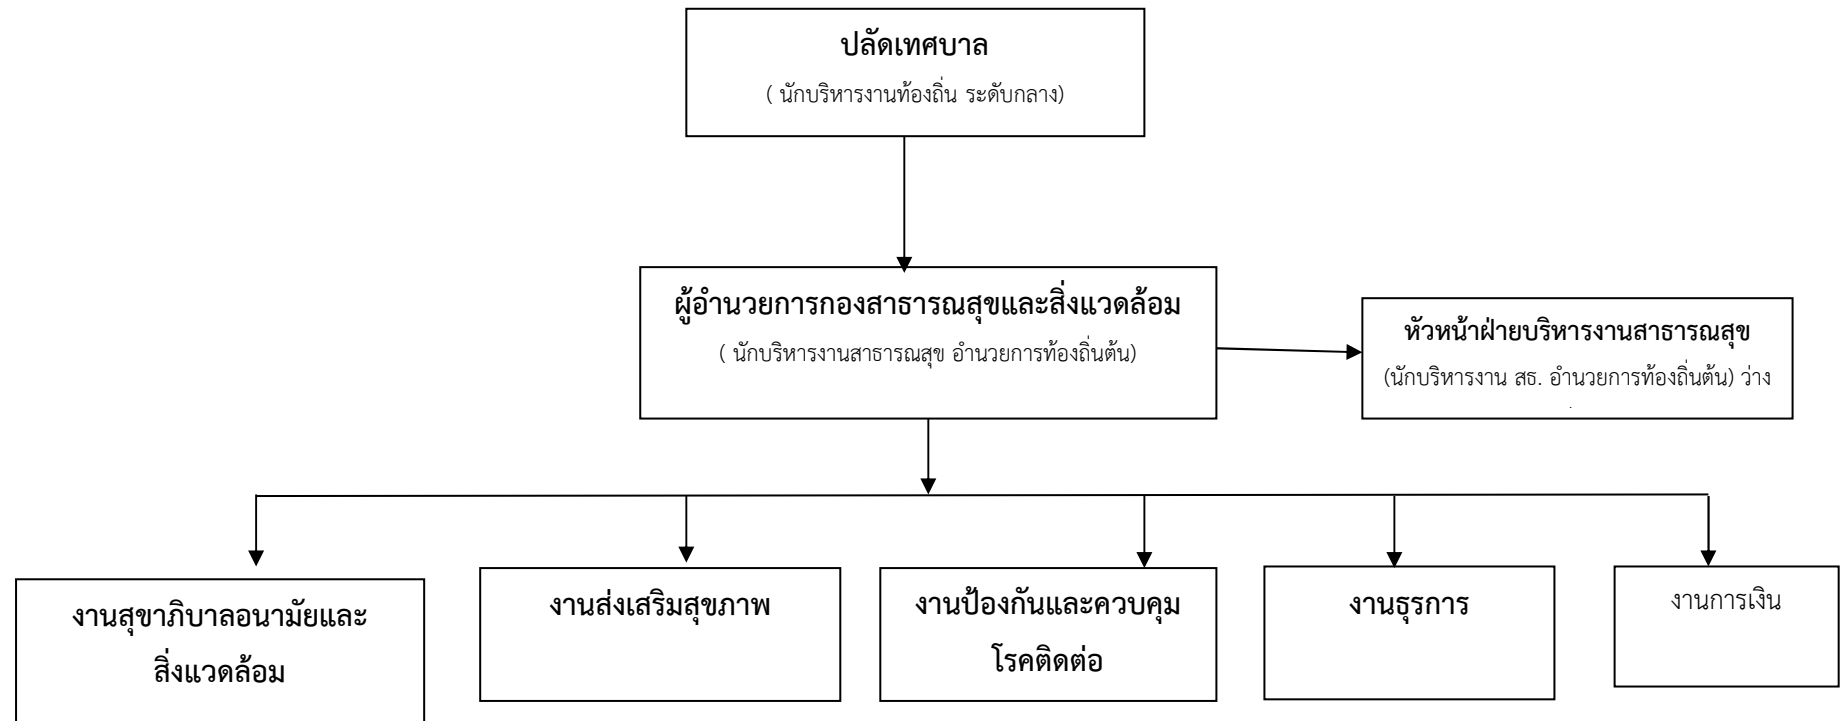 ปลัดเทศบาล
( นักบริหารงานท้องถิ่น ระดับกลาง)
ผู้อำนวยการกองสาธารณสุขและสิ่งแวดล้อม
( นักบริหารงานสาธารณสุข อำนวยการท้องถิ่นต้น)
หัวหน้าฝ่ายบริหารงานสาธารณสุข
(นักบริหารงาน สธ. อำนวยการท้องถิ่นต้น) ว่าง
งานสุขาภิบาลอนามัยและ
สิ่งแวดล้อม
งานส่งเสริมสุขภาพ
งานป้องกันและควบคุม
โรคติดต่อ
งานธุรการ
งานการเงิน